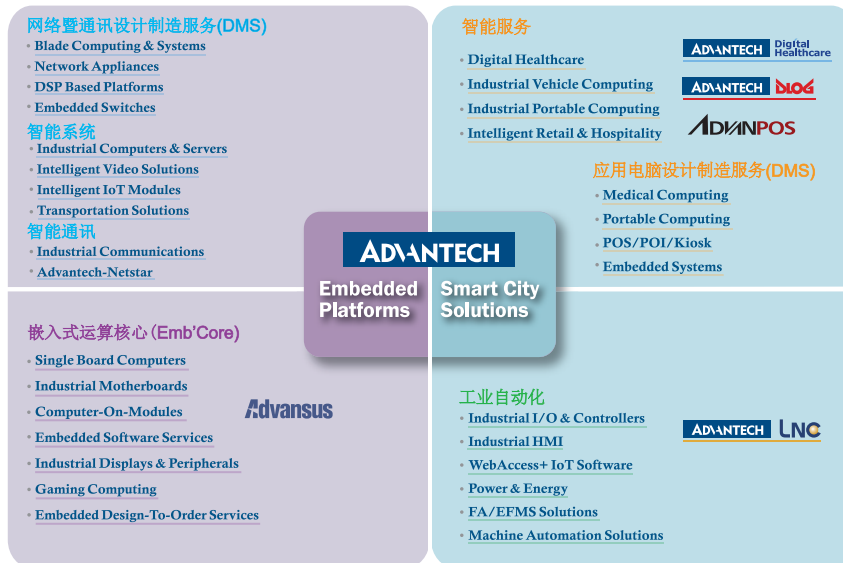 网络暨通讯设计制造服务(DMS)
• Blade Computing & Systems
• Network Appliances
• DSP Based Platforms
• Embedded Switches
智能系统
• Industrial Computers & Servers
• Intelligent Video Solutions
• Intelligent IoT Modules
• Transportation Solutions
智能通讯
• Industrial Communications
• Advantech-Netstar
智能服务
• Digital Healthcare
• Industrial Vehicle Computing
• Industrial Portable Computing
• Intelligent Retail & Hospitality
ADVANTECH Digital Healthcare
ADVANTECH DLOG
ADVANPOS
应用电脑设计制造服务(DMS)
• Medical Computing
• Portable Computing
• POS/POI/Kiosk
• Embedded Systems
ADVANTECH
Embedded
Platforms
Smart City
Solutions
嵌入式运算核心(Emb'Core)
• Single Board Computers
• Industrial Motherboards
• Computer-On-Modules
• Embedded Software Services
• Industrial Displays & Peripherals
• Gaming Computing
• Embedded Design-To-Order Services
Advansus
工业自动化
• Industrial I/O & Controllers
• Industrial HMI
• WebAccess+ IoT Software
• Power & Energy
• FA/EFMS Solutions
• Machine Automation Solutions
ADVANTECH LNC